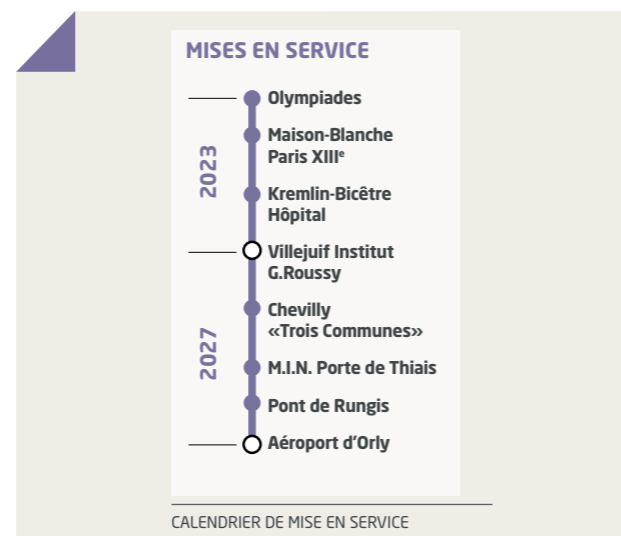 MISES EN SERVICE
Olympiades
Maison-Blanche
Paris XIIIe
2023
Kremlin-Bicêtre
Hôpital
Villejuif Institut
G.Roussy
Chevilly
«Trois Communes»
2027
M.I.N. Porte de Thiais
Pont de Rungis
Aéroport d'Orly
CALENDRIER DE MISE EN SERVICE